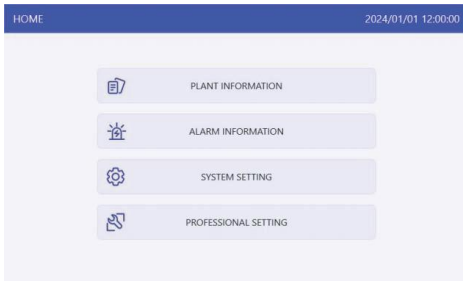 HOME 2024/01/01 12:00:00
PLANT INFORMATION
ALARM INFORMATION
SYSTEM SETTING
PROFESSIONAL SETTING